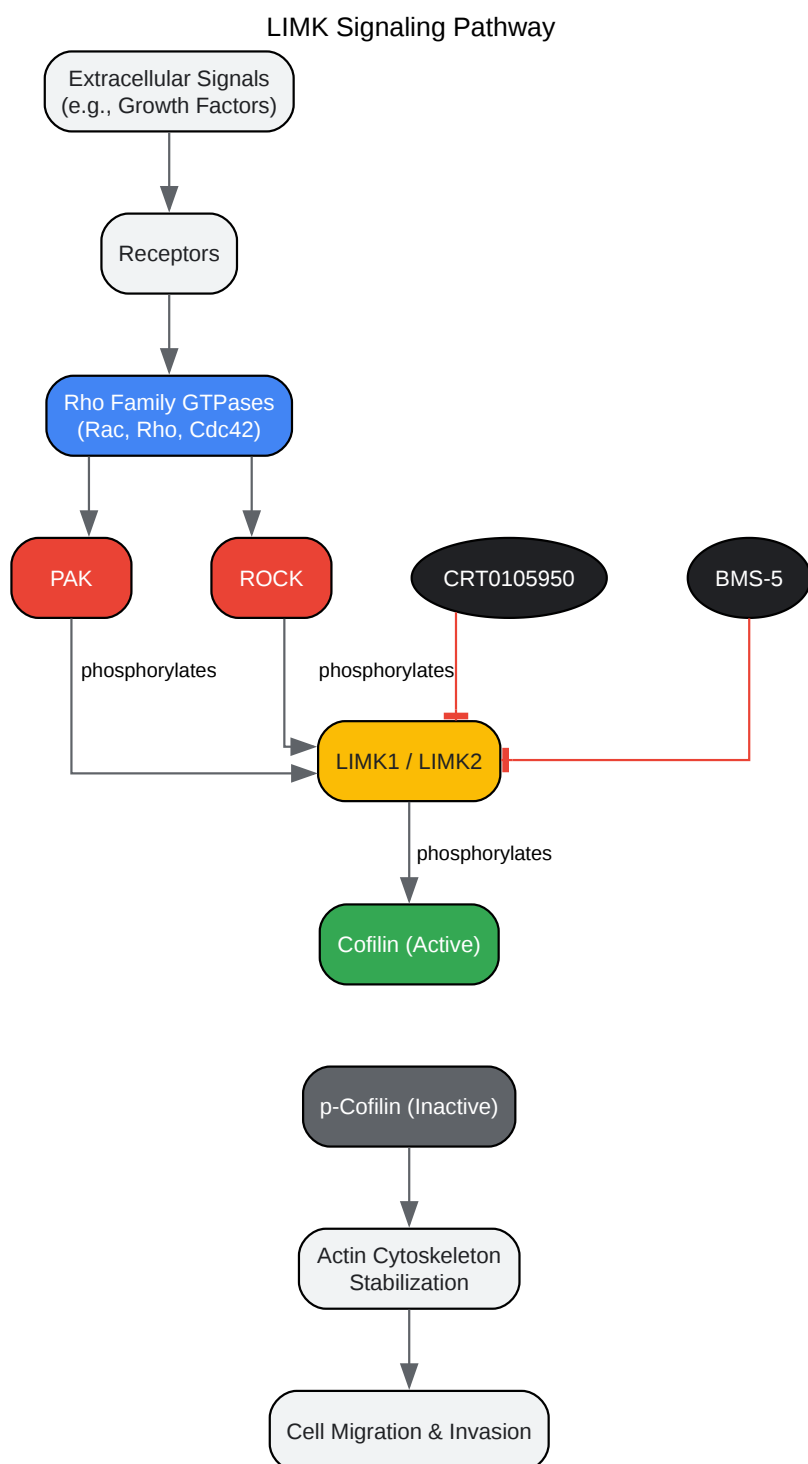 LIMK Signaling Pathway
Extracellular Signals
(e.g., Growth Factors)
Receptors
Rho Family GTPases
(Rac, Rho, Cdc42)
PAK
ROCK
CRT0105950
BMS-5
phosphorylates
phosphorylates
LIMK1 / LIMK2
phosphorylates
Cofilin (Active)
p-Cofilin (Inactive)
Actin Cytoskeleton
Stabilization
Cell Migration & Invasion